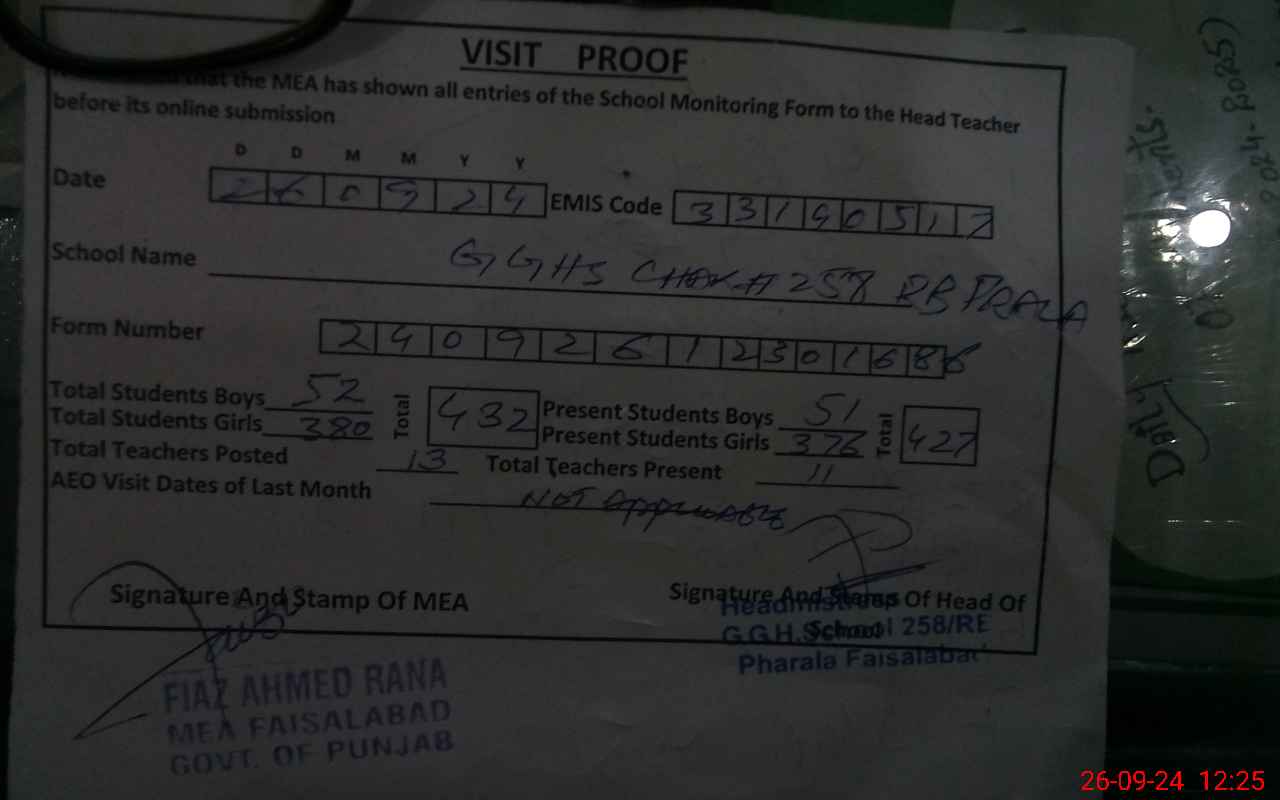 VISIT PROOF
that the MEA has shown all entries of the School Monitoring Form to the Head Teacher
before its online submission
D D M M Y Y
Date 2 6 0 9 2 4 EMIS Code 3 3 1 9 0 5 1 7
School Name GGHS CHAK # 258 RB PRALA
Form Number 2 4 0 9 2 6 1 2 3 0 1 6 8 6
Total Students Boys 52 Total 432 Present Students Boys 51 Total 427
Total Students Girls 380 Present Students Girls 376
Total Teachers Posted 13 Total Teachers Present 11
AEO Visit Dates of Last Month NOT APPLICABLE
Signature And Stamp Of MEA
Signature And Stamp Of Head Of
School
Headmistress
G.G.H.School 258/RB
Pharala Faisalabad
FIAZ AHMED RANA
MEA FAISALABAD
GOVT. OF PUNJAB
Daily
26-09-24 12:25